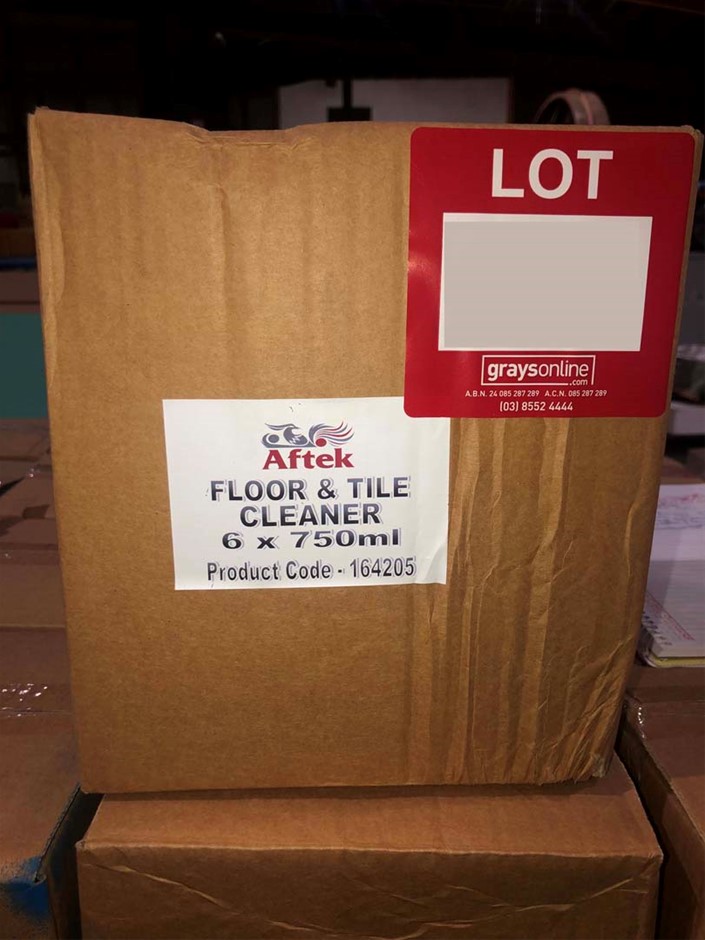 LOT
graysonline
.com
A.B.N. 24 085 287 289 A.C.N. 085 287 289
(03) 8552 4444
Aftek
FLOOR & TILE
CLEANER
6 x 750ml
Product Code - 164205